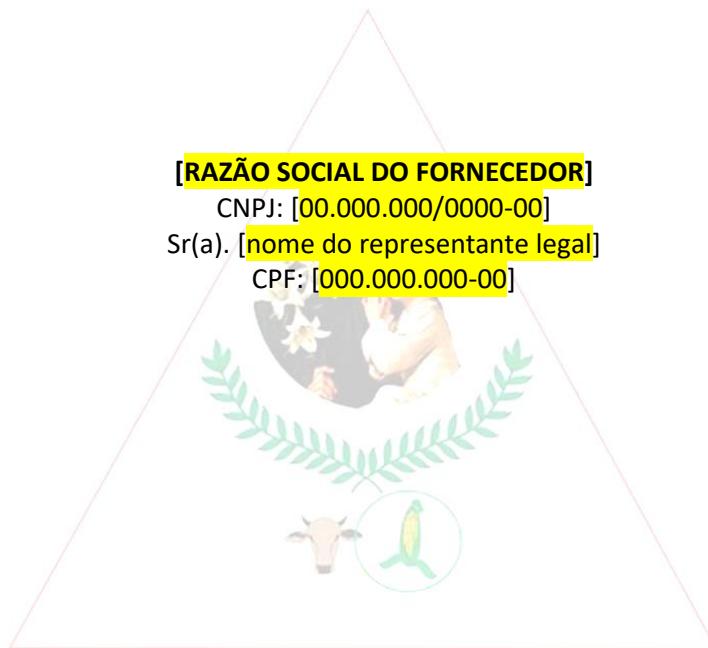 [RAZÃO SOCIAL DO FORNECEDOR]
CNPJ: [00.000.000/0000-00]
Sr(a). [nome do representante legal]
CPF: [000.000.000-00]